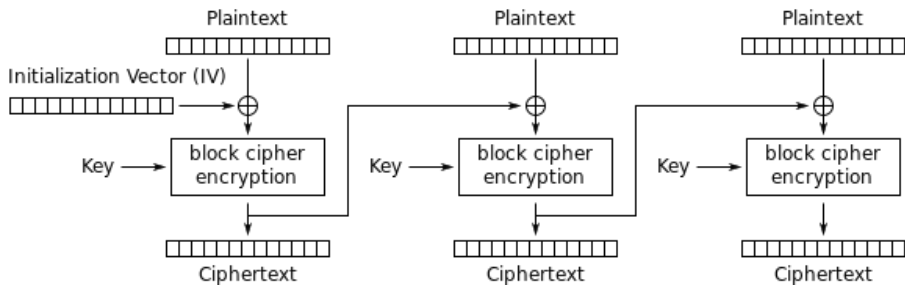 Plaintext
Plaintext
Plaintext
Initialization Vector (IV)
Key
block cipher
encryption
Key
block cipher
encryption
Key
block cipher
encryption
Ciphertext
Ciphertext
Ciphertext